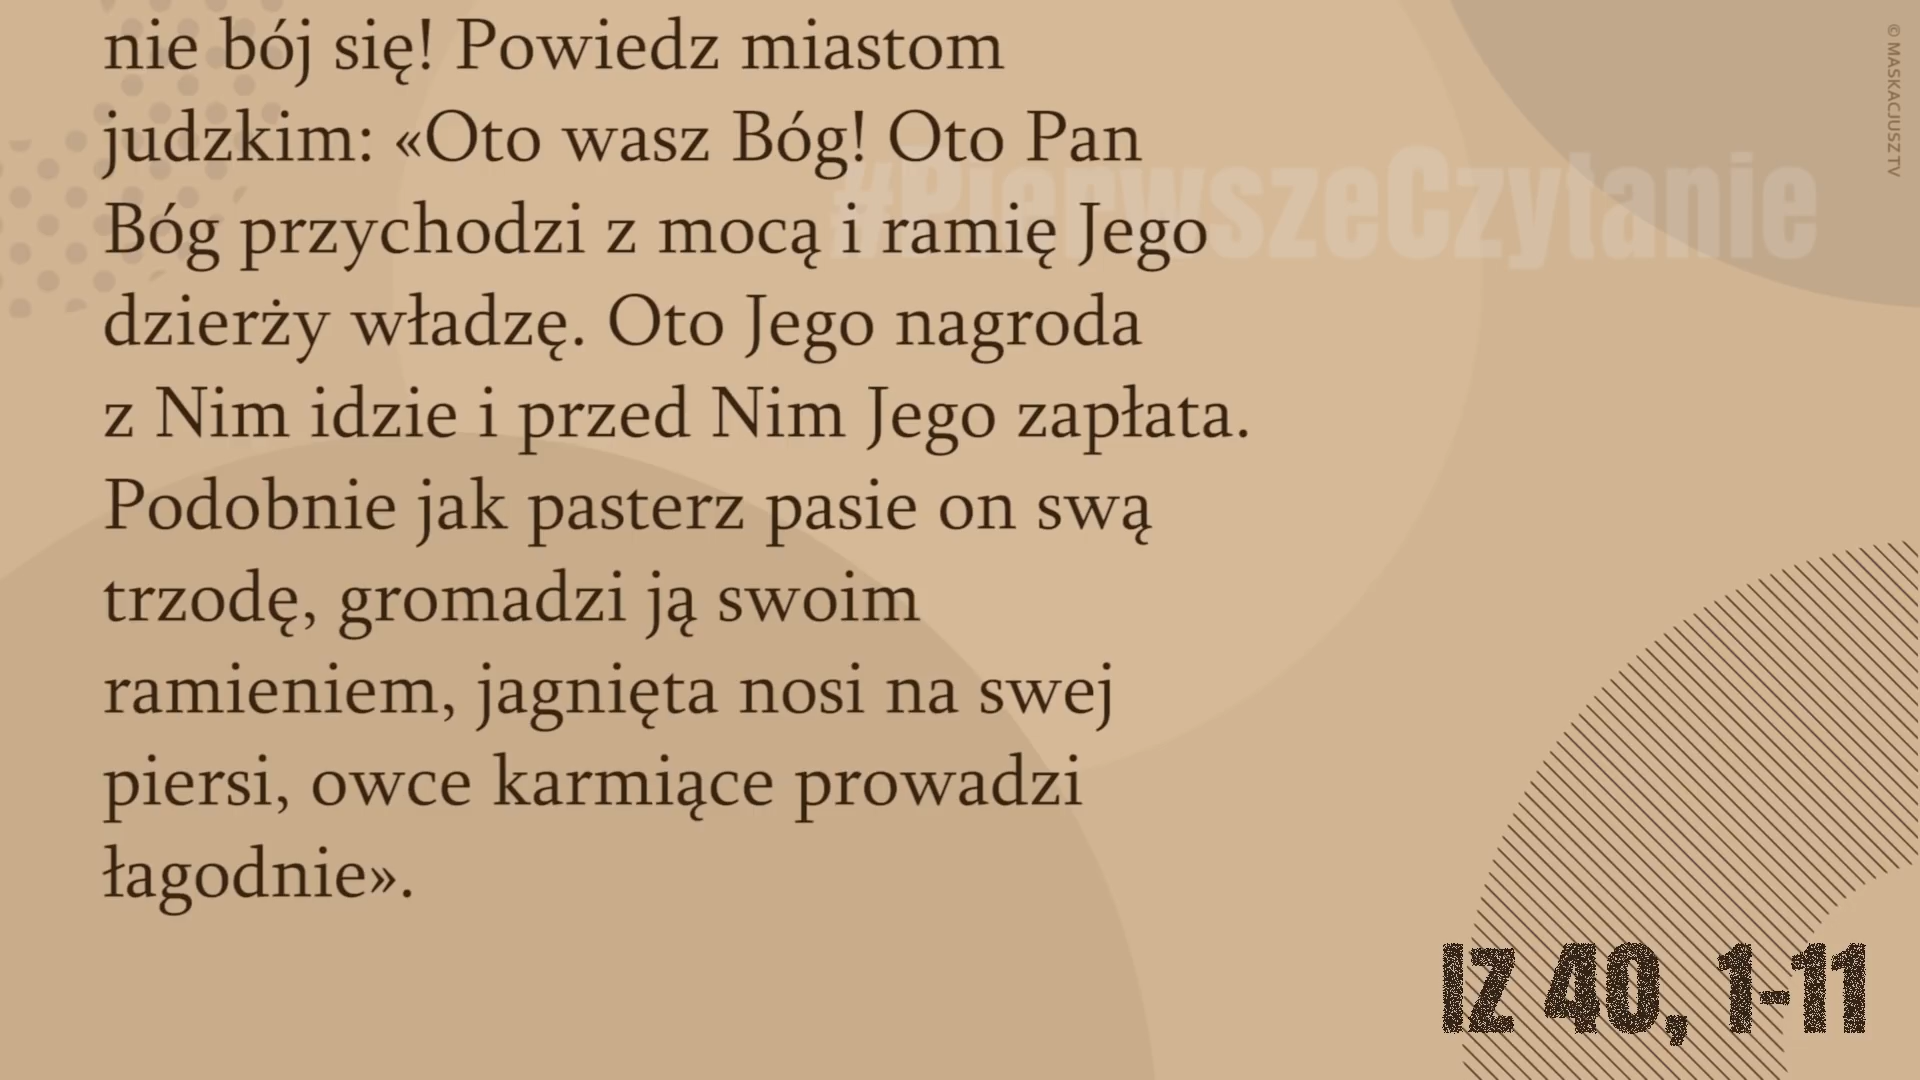 nie bój się! Powiedz miastom
judzkim: «Oto wasz Bóg! Oto Pan
Bóg przychodzi z mocą i ramię Jego
dzierży władzę. Oto Jego nagroda
z Nim idzie i przed Nim Jego zapłata.
Podobnie jak pasterz pasie on swą
trzodę, gromadzi ją swoim
ramieniem, jagnięta nosi na swej
piersi, owce karmiące prowadzi
łagodnie».
#PierwszeCzytanie
© MASKACJUSZ TV
Iz 40, 1-11